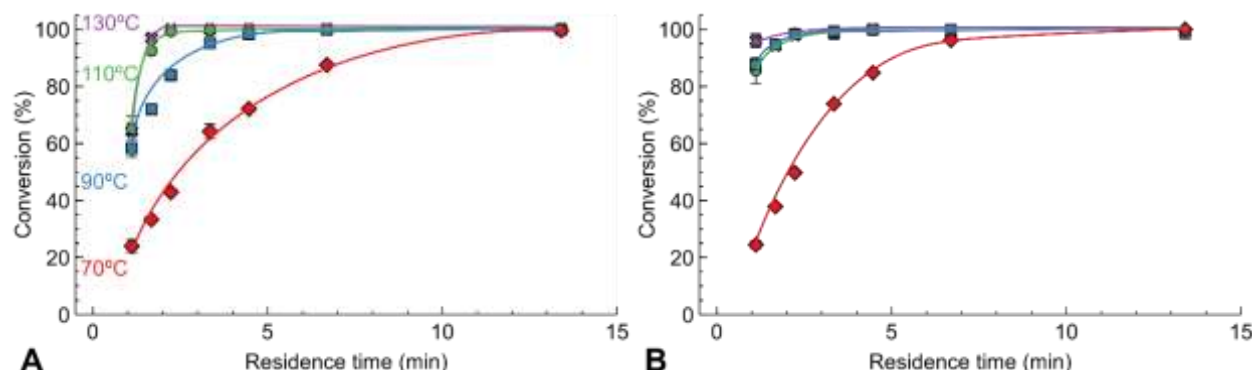 100
80
60
40
20
0
Conversion (%)
130ºC
110ºC
90ºC
70ºC
0 5 10 15
Residence time (min)
A
100
80
60
40
20
0
Conversion (%)
0 5 10 15
Residence time (min)
B